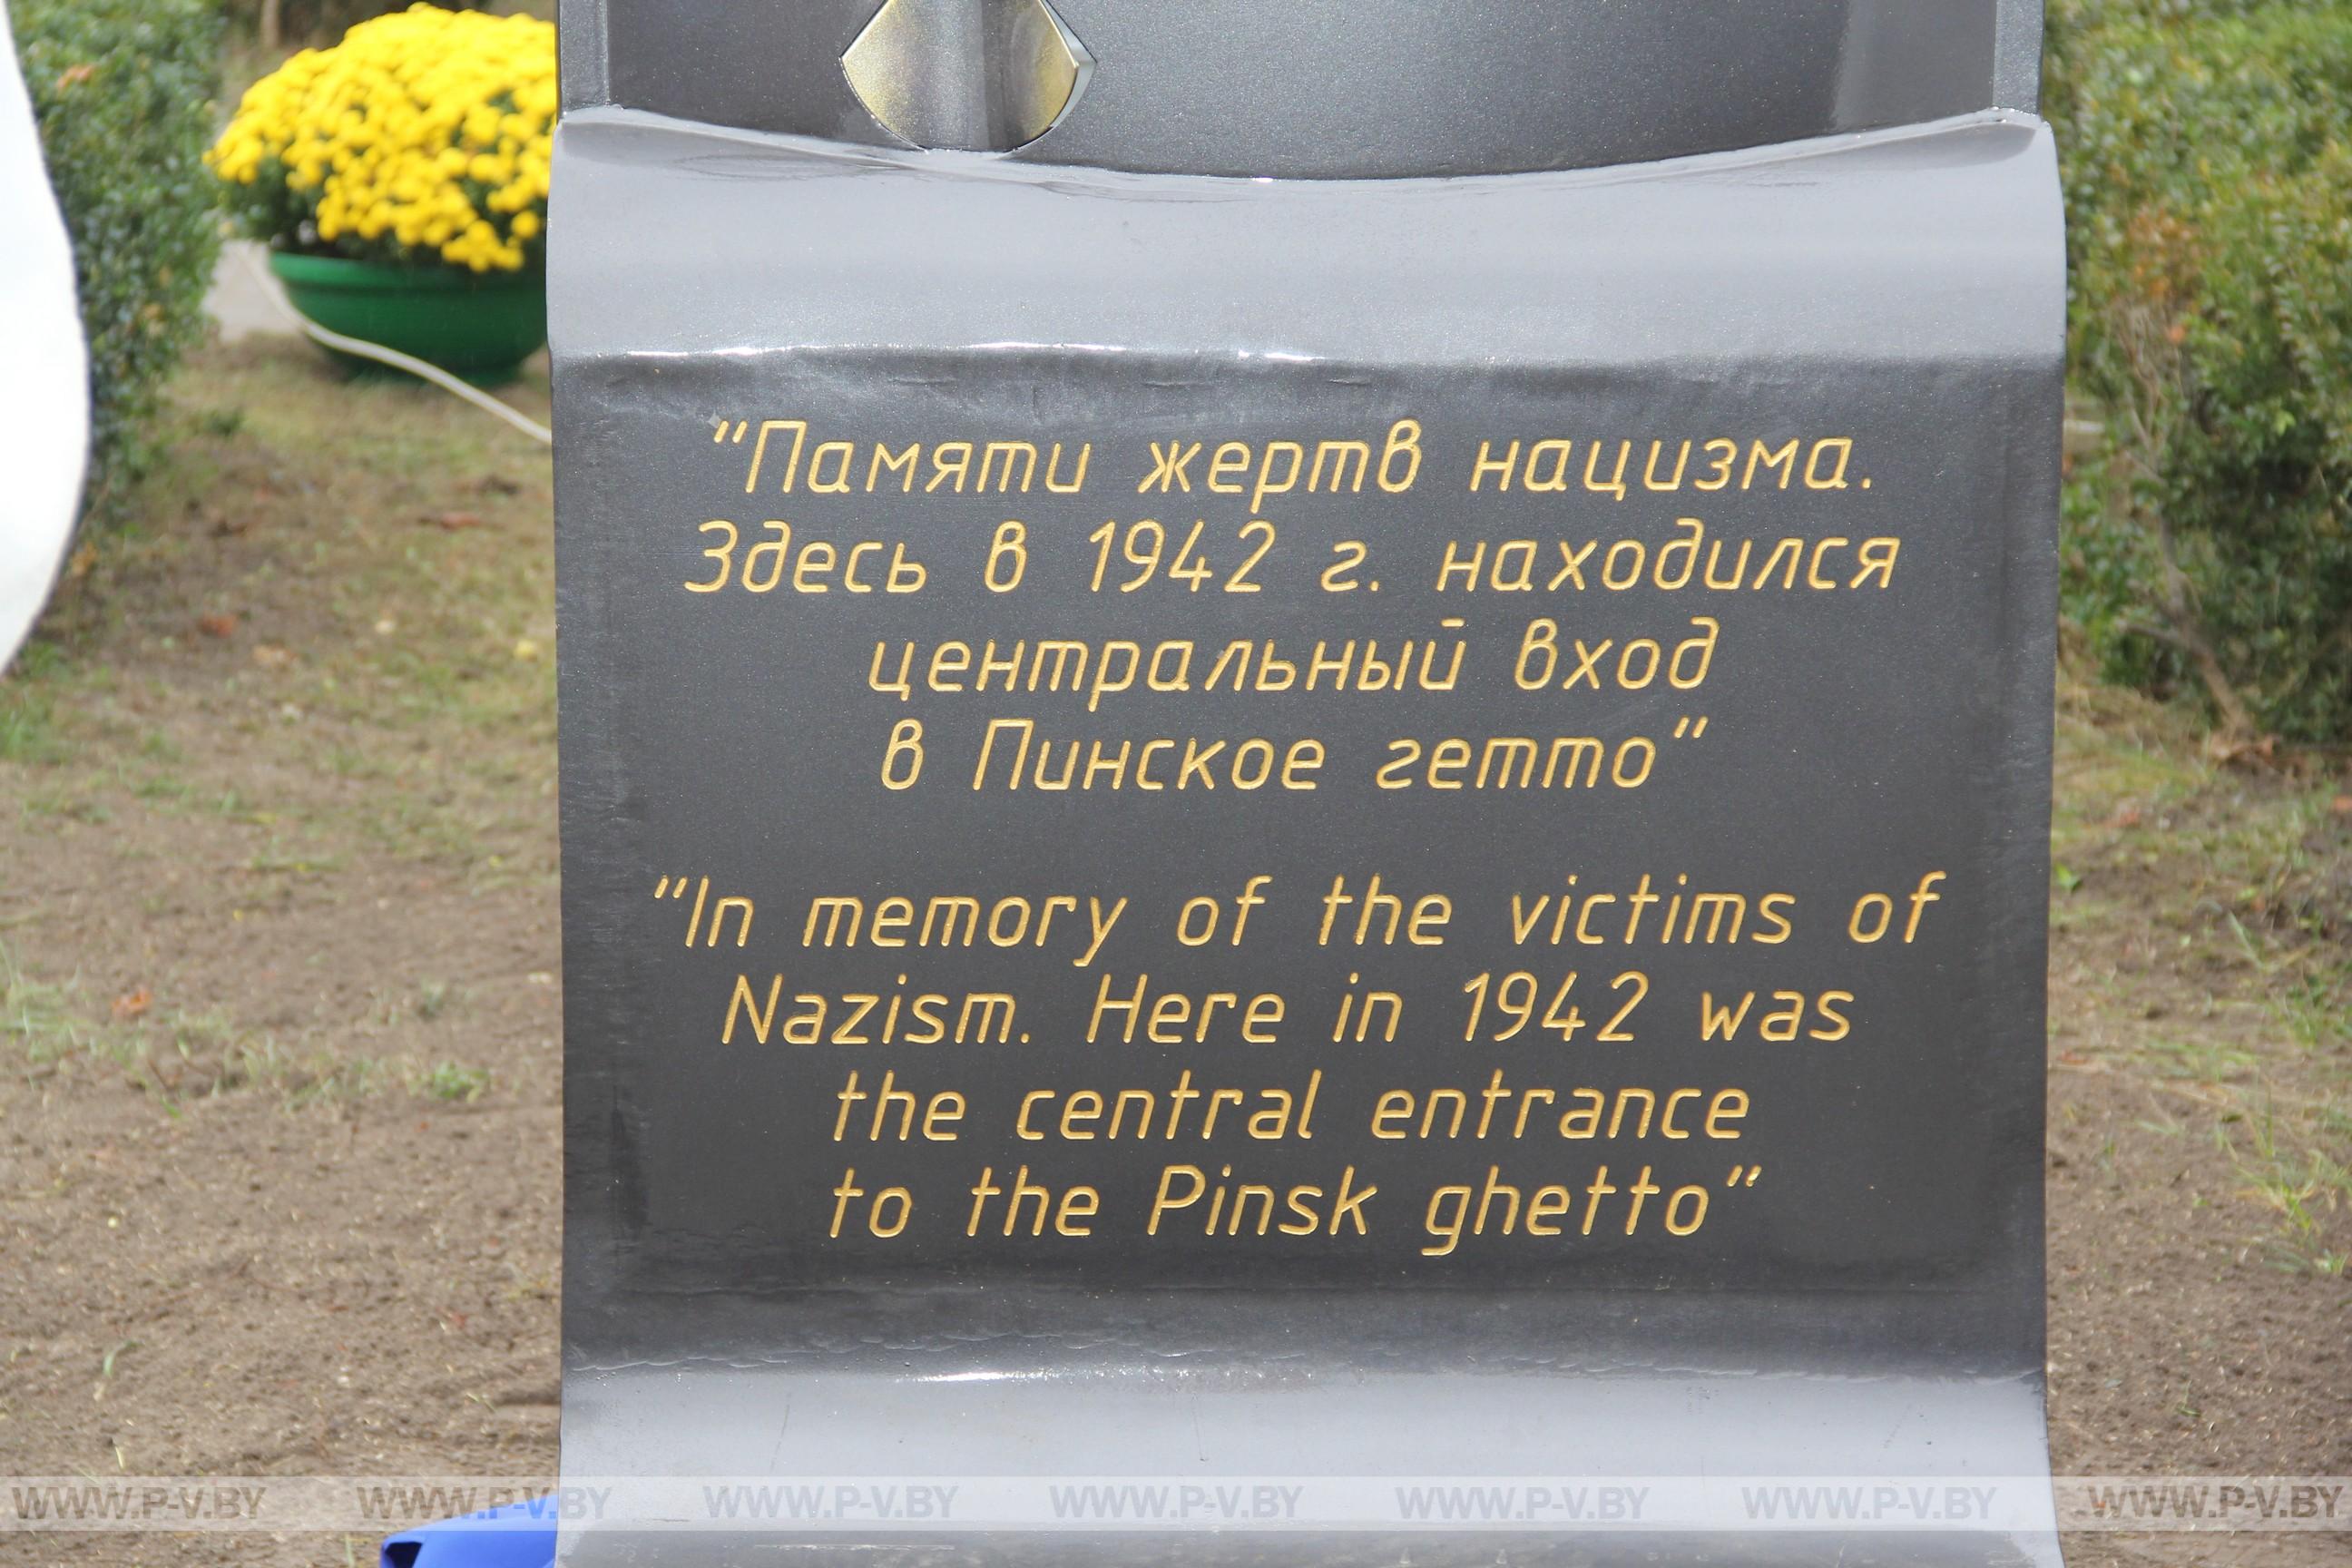 “Памяти жертв нацизма.
Здесь в 1942 г. находился
центральный вход
в Пинское гетто”
“In memory of the victims of
Nazism. Here in 1942 was
the central entrance
to the Pinsk ghetto”
WWW.P-V.BY WWW.P-V.BY WWW.P-V.BY WWW.P-V.BY WWW.P-V.BY WWW.P-V.BY WWW.P-V.BY